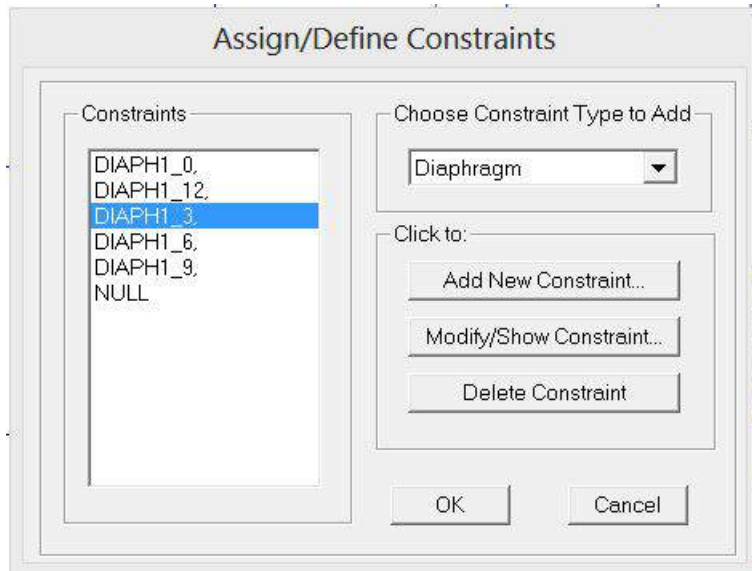 Assign/Define Constraints
Constraints
DIAPH1_0,
DIAPH1_12,
DIAPH1_3,
DIAPH1_6,
DIAPH1_9,
NULL
Choose Constraint Type to Add
Diaphragm
Click to:
Add New Constraint...
Modify/Show Constraint...
Delete Constraint
OK
Cancel